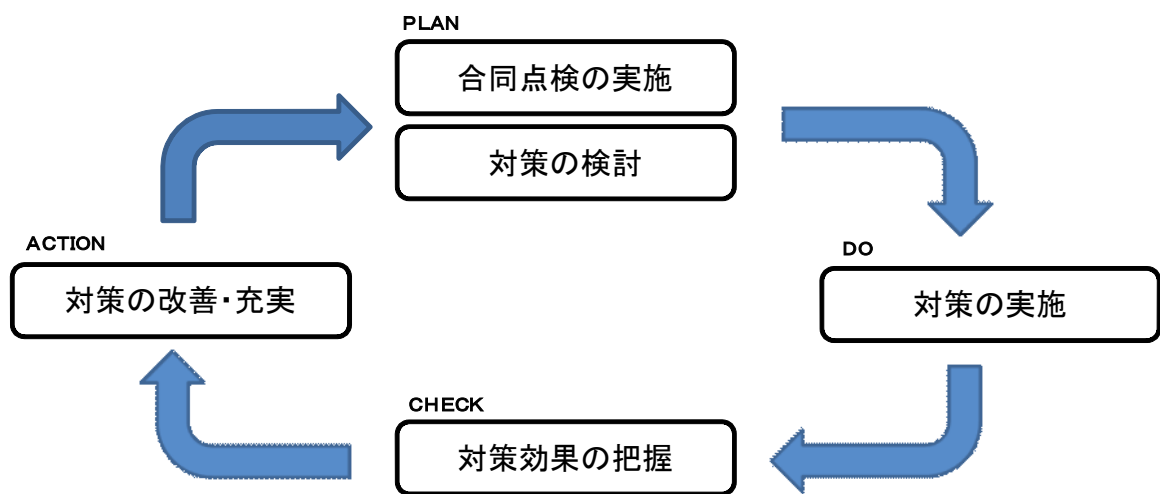 PLAN
合同点検の実施
対策の検討
ACTION
対策の改善・充実
DO
対策の実施
CHECK
対策効果の把握